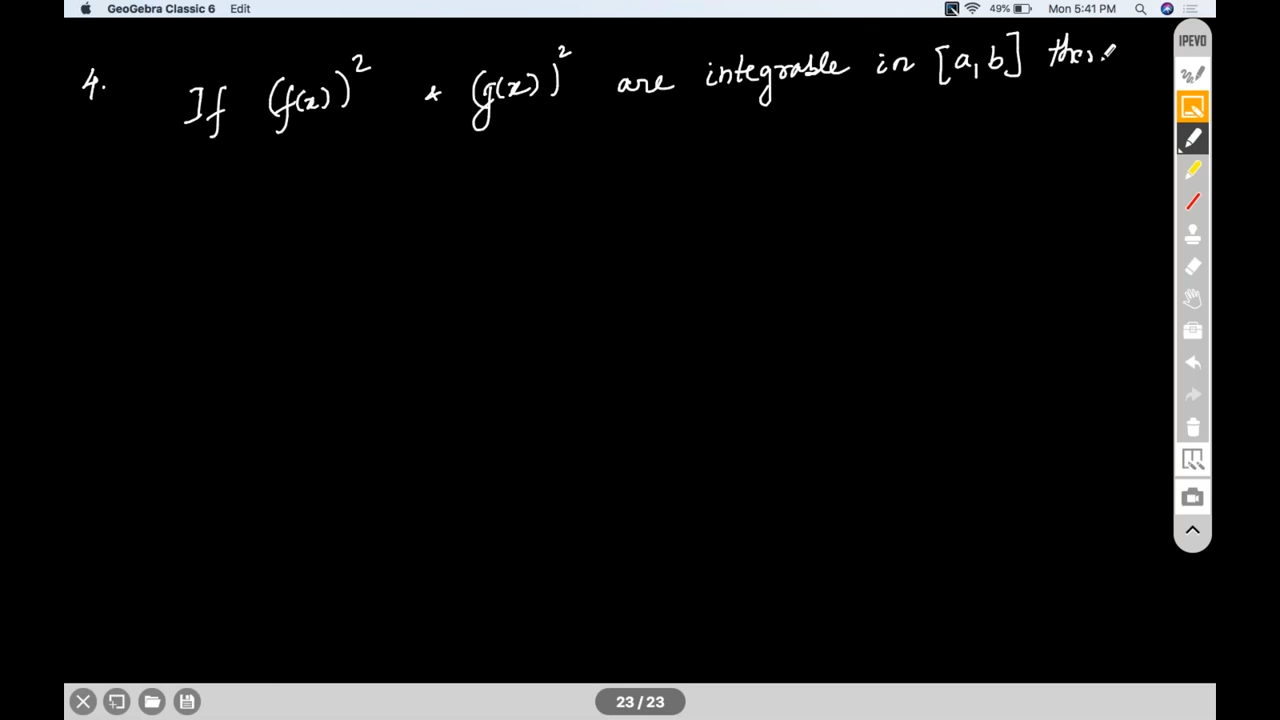 GeoGebra Classic 6 Edit 49% Mon 5:41 PM
IPEVO
4. If (f(x))² & (g(x))² are integrable in [a, b]
23 / 23